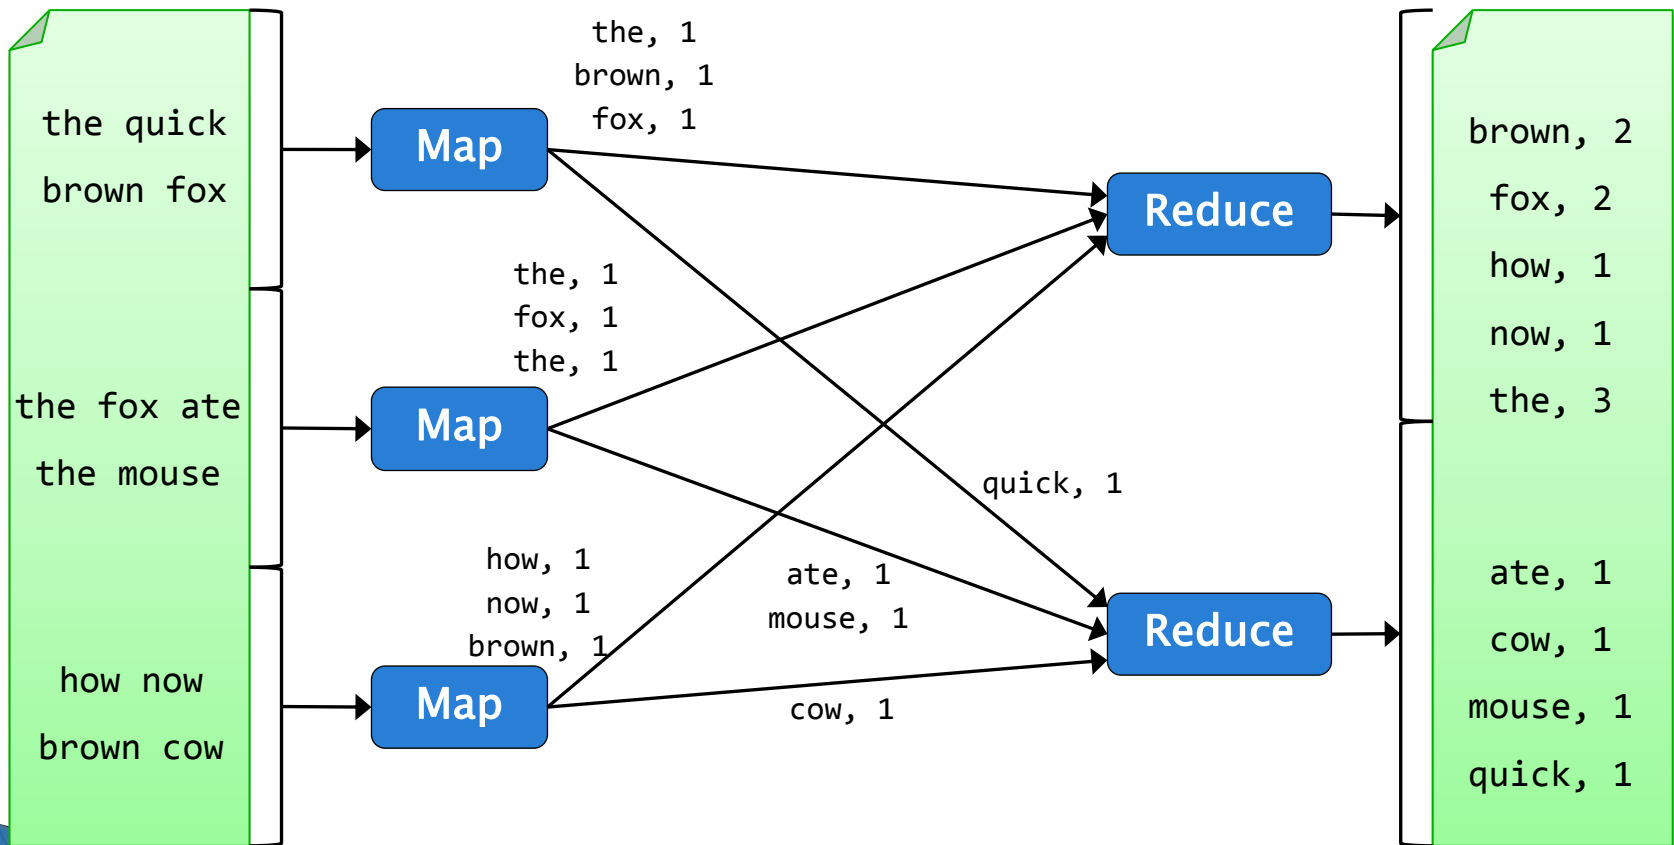 the quick
brown fox
the fox ate
the mouse
how now
brown cow
Map
Map
Map
the, 1
brown, 1
fox, 1
the, 1
fox, 1
the, 1
how, 1
now, 1
brown, 1
quick, 1
ate, 1
mouse, 1
cow, 1
Reduce
Reduce
brown, 2
fox, 2
how, 1
now, 1
the, 3
ate, 1
cow, 1
mouse, 1
quick, 1